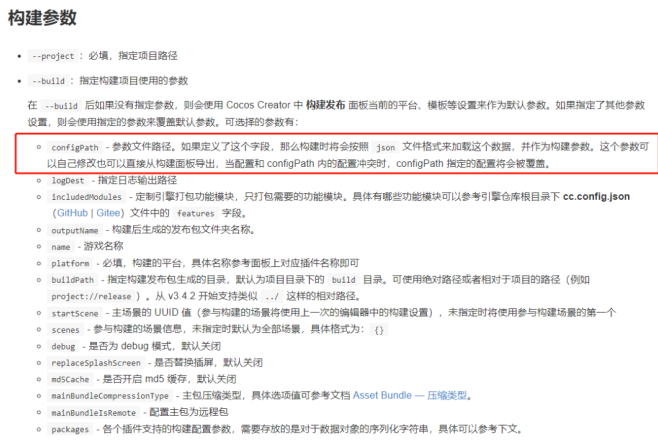 构建参数
--project ：必填，指定项目路径
--build ：指定构建项目使用的参数
在 --build 后如果没有指定参数，则会使用 Cocos Creator 中 构建发布 面板当前的平台、模板等设置来作为默认参数。如果指定了其他参数
设置，则会使用指定的参数来覆盖默认参数。可选择的参数有：
configPath - 参数文件路径。如果定义了这个字段，那么构建时将会按照 json 文件格式来加载这个数据，并作为构建参数。这个参数可
以自己修改也可以直接从构建面板导出，当配置和 configPath 内的配置冲突时，configPath 指定的配置将会被覆盖。
logDest - 指定日志输出路径
includedModules - 定制引擎打包功能模块，只打包需要的功能模块。具体有哪些功能模块可以参考引擎仓库根目录下 cc.config.json
（GitHub | Gitee）文件中的 features 字段。
outputName - 构建后生成的发布包文件夹名称。
name - 游戏名称
platform - 必填，构建的平台，具体名称参考面板上对应插件名称即可
buildPath - 指定构建发布包生成的目录，默认为项目目录下的 build 目录。可使用绝对路径或者相对于项目的路径（例如
project://release ）。从 v3.4.2 开始支持类似 ../ 这样的相对路径。
startScene - 主场景的 UUID 值（参与构建的场景将使用上一次的编辑器中的构建设置），未指定时将使用参与构建场景的第一个
scenes - 参与构建的场景信息，未指定时默认为全部场景，具体格式为： {}
debug - 是否为 debug 模式，默认关闭
replaceSplashScreen - 是否替换插屏，默认关闭
md5Cache - 是否开启 md5 缓存，默认关闭
mainBundleCompressionType - 主包压缩类型，具体选项值可参考文档 Asset Bundle — 压缩类型。
mainBundleIsRemote - 配置主包为远程包
packages - 各个插件支持的构建配置参数，需要存放的是对于数据对象的序列化字符串，具体可以参考下文。